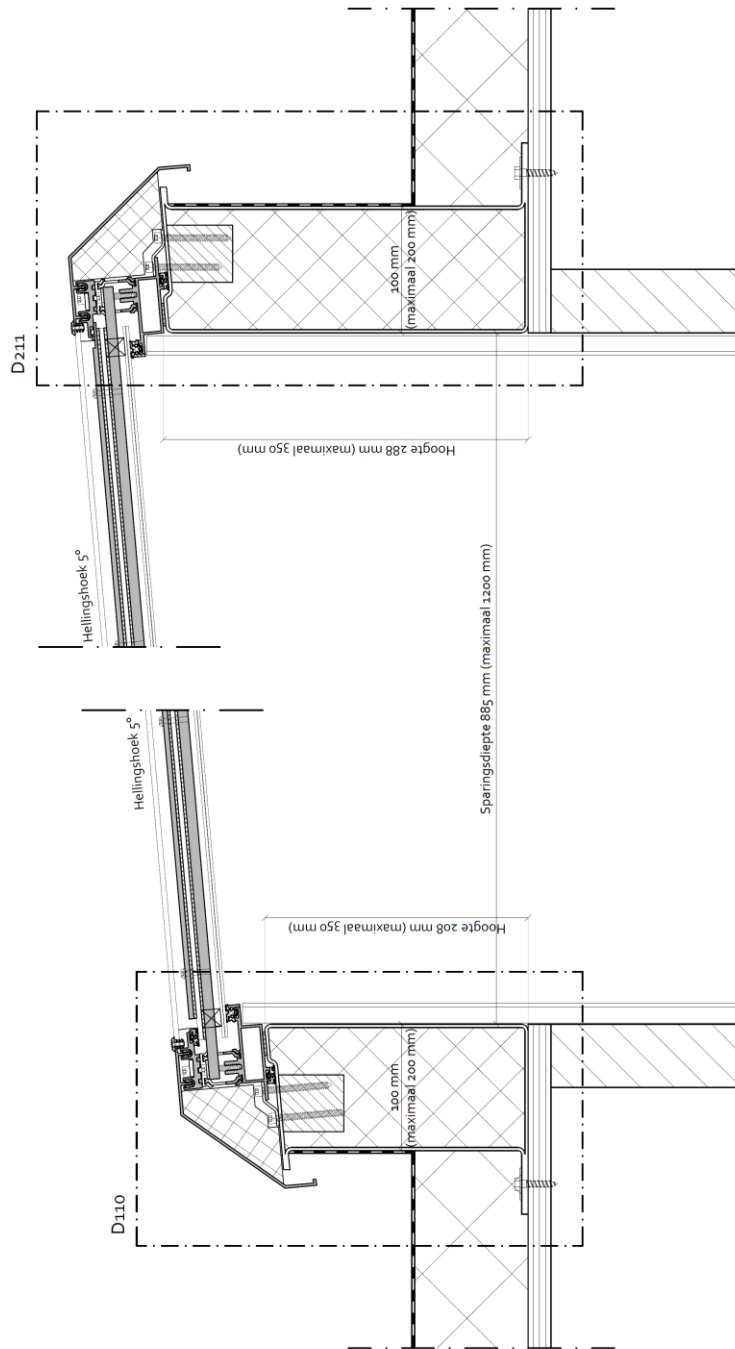 D211
100 mm
(maximaal 200 mm)
Hoogte 288 mm (maximaal 350 mm)
Hellingshoek 5°
Sparingsdiepte 885 mm (maximaal 1200 mm)
Hellingshoek 5°
Hoogte 208 mm (maximaal 350 mm)
100 mm
(maximaal 200 mm)
D110